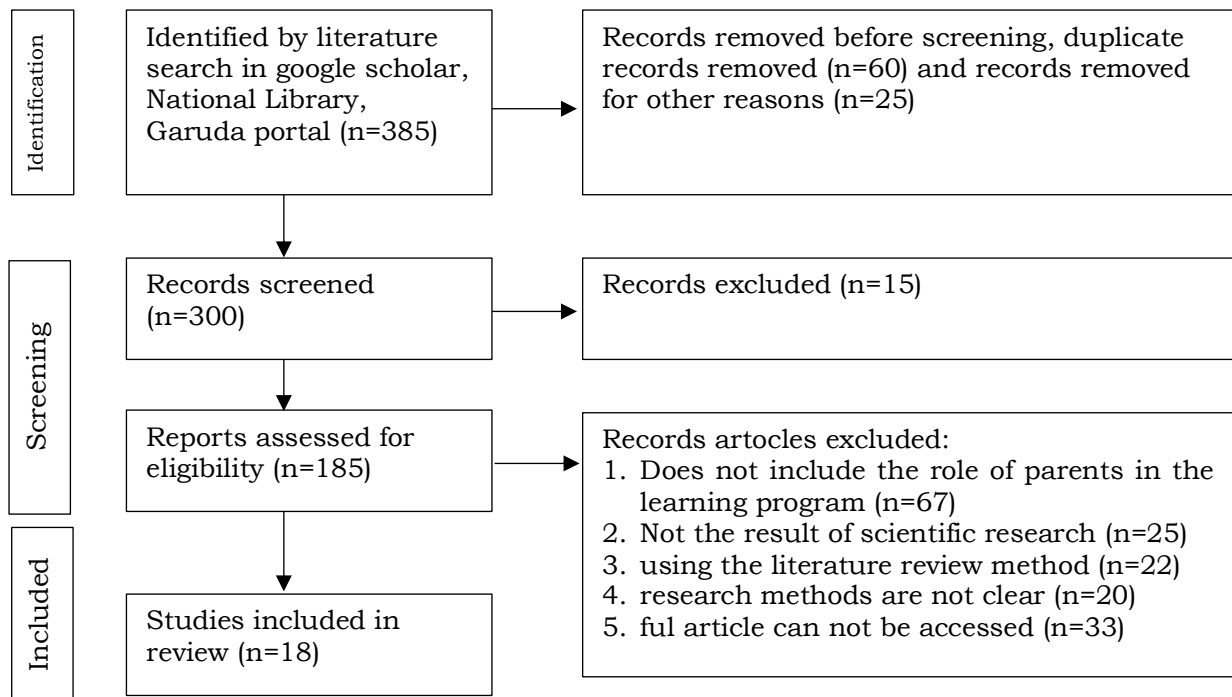 Identification
Identified by literature
search in google scholar,
National Library,
Garuda portal (n=385)
Records removed before screening, duplicate
records removed (n=60) and records removed
for other reasons (n=25)
Screening
Records screened
(n=300)
Records excluded (n=15)
Reports assessed for
eligibility (n=185)
Records artocles excluded:
1. Does not include the role of parents in the
learning program (n=67)
2. Not the result of scientific research (n=25)
3. using the literature review method (n=22)
4. research methods are not clear (n=20)
5. ful article can not be accessed (n=33)
Included
Studies included in
review (n=18)